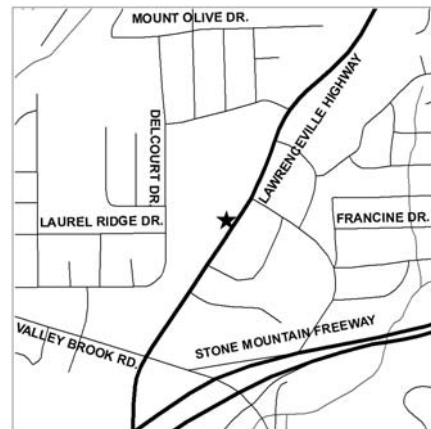 MOUNT OLIVE DR.
LAWRENCEVILLE HIGHWAY
DELCOURT DR.
LAUREL RIDGE DR.
FRANCINE DR.
VALLEY BROOK RD.
STONE MOUNTAIN FREEWAY